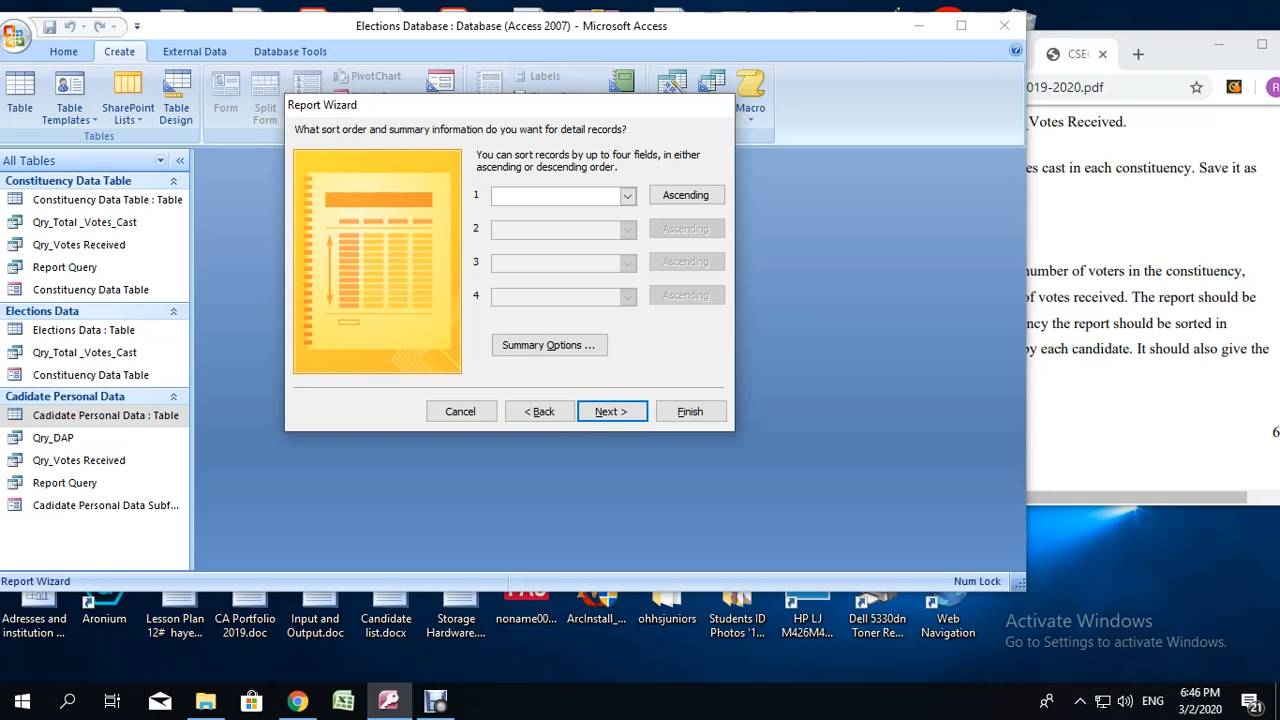 Elections Database : Database (Access 2007) - Microsoft Access
Home
Create
External Data
Database Tools
Table
Table Templates
SharePoint Lists
Table Design
Tables
Form
Split Form
PivotChart
Labels
Macro
Report Wizard
What sort order and summary information do you want for detail records?
You can sort records by up to four fields, in either
ascending or descending order.
1
Ascending
2
Ascending
3
Ascending
4
Ascending
Summary Options ...
Cancel
< Back
Next >
Finish
All Tables
Constituency Data Table
Constituency Data Table : Table
Qry_Total _Votes_Cast
Qry_Votes Received
Report Query
Constituency Data Table
Elections Data
Elections Data : Table
Qry_Total _Votes_Cast
Constituency Data Table
Cadidate Personal Data
Cadidate Personal Data : Table
Qry_DAP
Qry_Votes Received
Report Query
Cadidate Personal Data Subf...
Report Wizard
Num Lock
CSEC
019-2020.pdf
R
_Votes Received.
es cast in each constituency. Save it as
number of voters in the constituency,
of votes received. The report should be
ncy the report should be sorted in
by each candidate. It should also give the
6
Adresses and institution ...
Aronium
Lesson Plan 12# haye...
CA Portfolio 2019.doc
Input and Output.doc
Candidate list.docx
Storage Hardware....
noname00...
ArcInstall_...
ohhsjuniors
Students ID Photos '1...
HP LJ M426M4...
Dell 5330dn Toner Re...
Web Navigation
Activate Windows
Go to Settings to activate Windows.
ENG
6:46 PM
3/2/2020
21